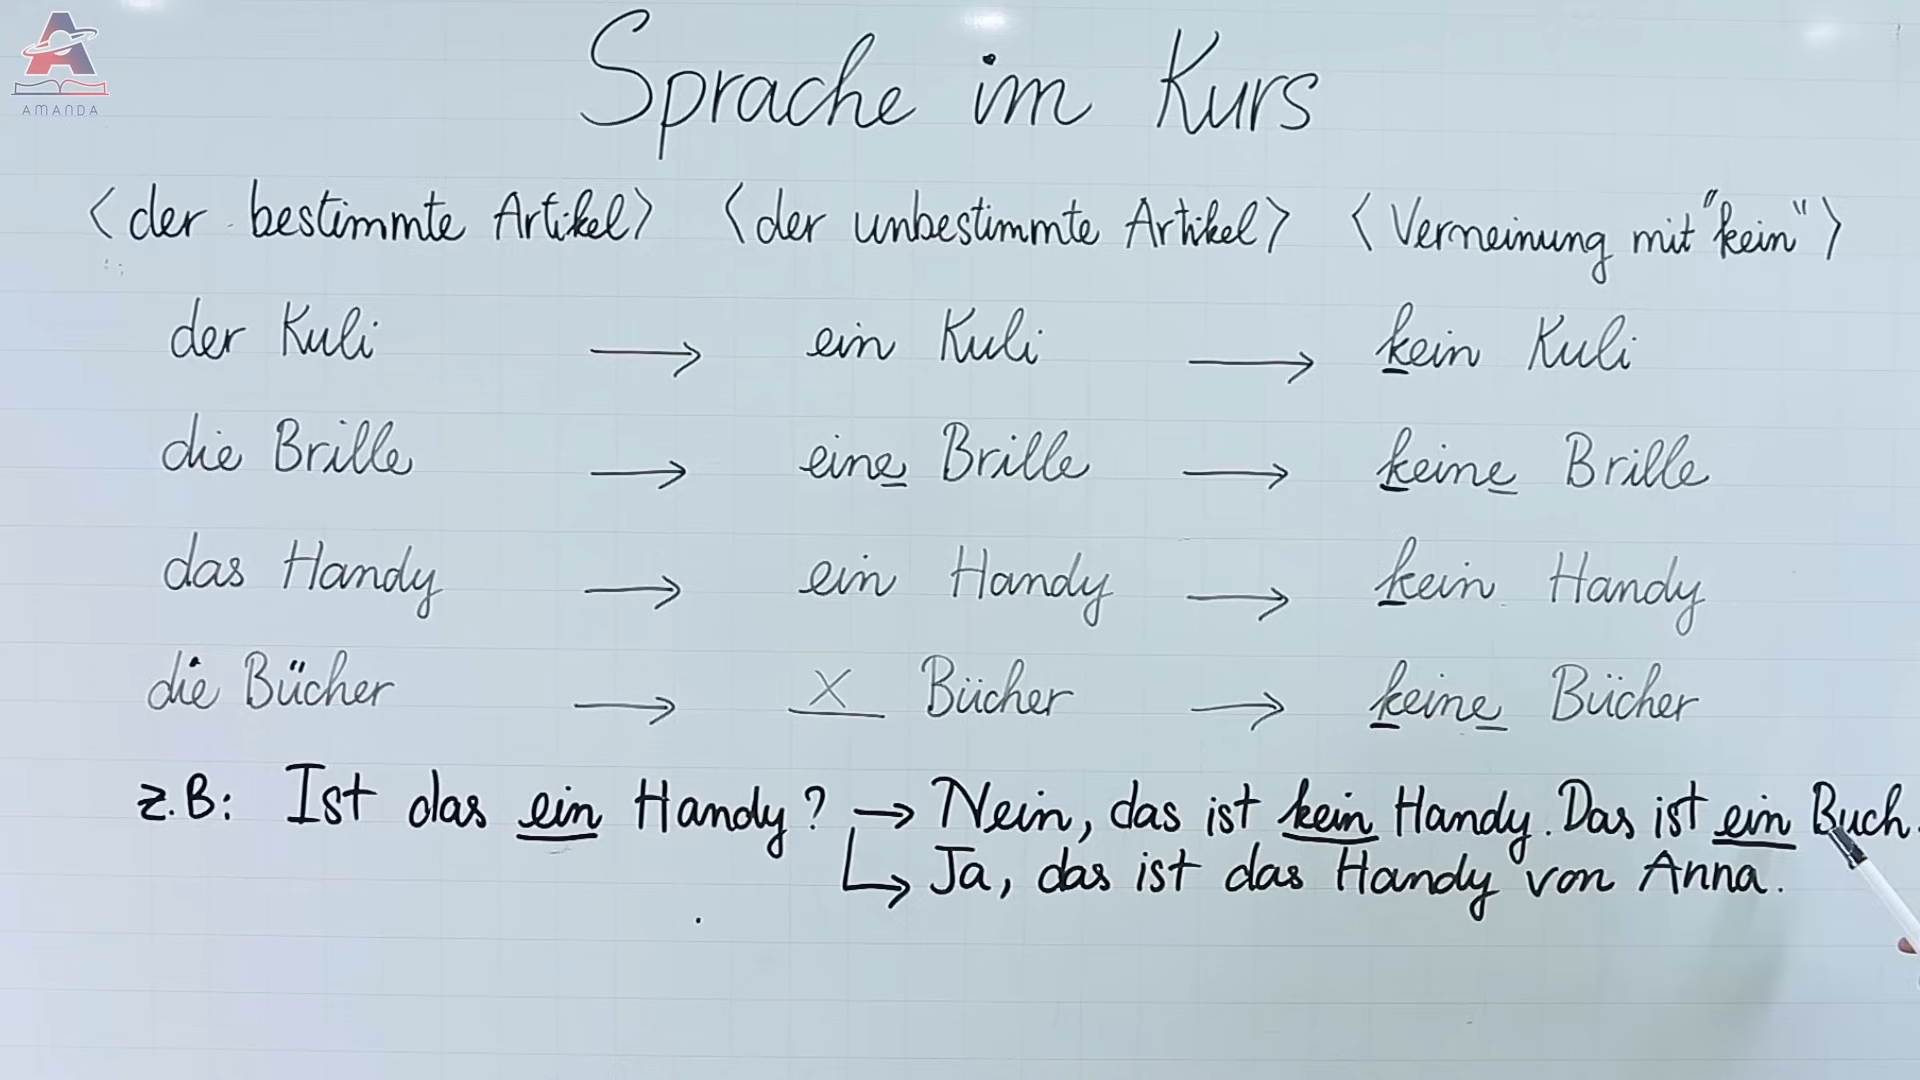 AMANDA
Sprache im Kurs
<der bestimmte Artikel> <der unbestimmte Artikel> <Verneinung mit "kein">
der Kuli → ein Kuli → kein Kuli
die Brille → eine Brille → keine Brille
das Handy → ein Handy → kein Handy
die Bücher → X Bücher → keine Bücher
z.B: Ist das ein Handy? → Nein, das ist kein Handy. Das ist ein Buch.
↳ Ja, das ist das Handy von Anna.